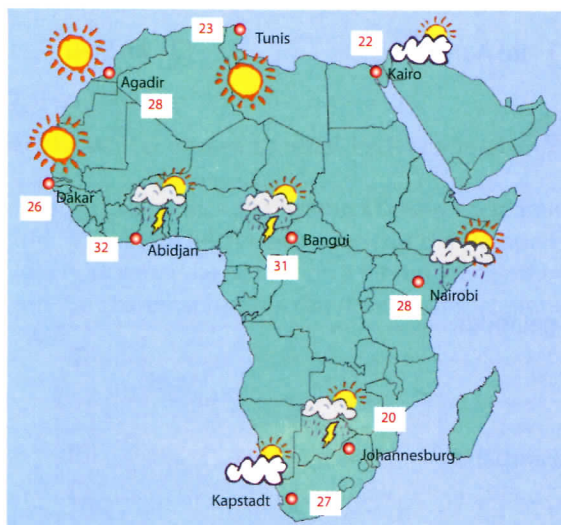 23
Tunis
22
Kairo
Agadir
28
Dakar
26
Abidjan
32
Bangui
31
Nairobi
28
20
Johannesburg
Kapstadt
27